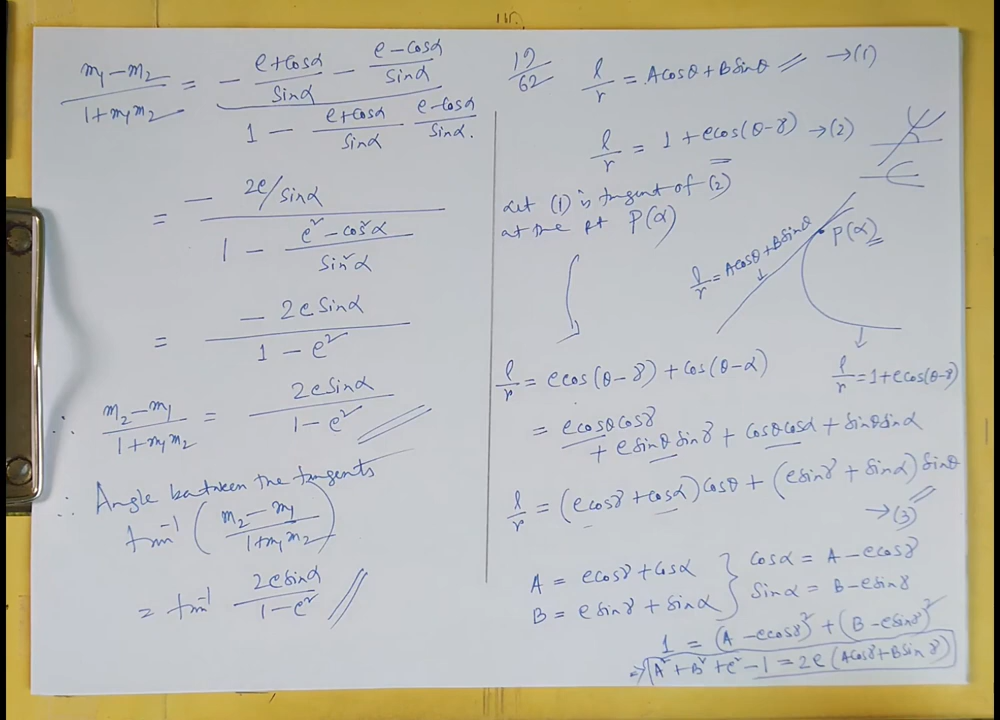 (m₁ − m₂)/(1 + m₁m₂) = (− (e + cosα)/sinα − (e − cosα)/sinα)/(1 − (e + cosα)/sinα (e − cosα)/sinα.)
= (− 2e/sinα)/(1 − (e² − cos²α)/sin²α)
= (− 2e sinα)/(1 − e²)
∴ (m₂ − m₁)/(1 + m₁m₂) = (2e sinα)/(1 − e²)
∴ Angle between the tangents
tan⁻¹ ((m₂ − m₁)/(1 + m₁m₂))
= tan⁻¹ (2e sinα)/(1 − e²)
19/62
l/r = A cosθ + B sinθ → (1)
l/r = 1 + e cos(θ − γ) → (2)
Let (1) is tangent of (2)
at the pt P(α)
l/r = A cosθ + B sinθ
P(α)
l/r = 1 + e cos(θ − γ)
l/r = e cos(θ − γ) + cos(θ − α)
= e cosθ cosγ
+ e sinθ sinγ + cosθ cosα + sinθ sinα
l/r = (e cosγ + cosα) cosθ + (e sinγ + sinα) sinθ
→ (3)
A = e cosγ + cosα } cosα = A − e cosγ
B = e sinγ + sinα } sinα = B − e sinγ
1 = (A − e cosγ)² + (B − e sinγ)²
⇒ A² + B² + e² − 1 = 2e (A cosγ + B sinγ)